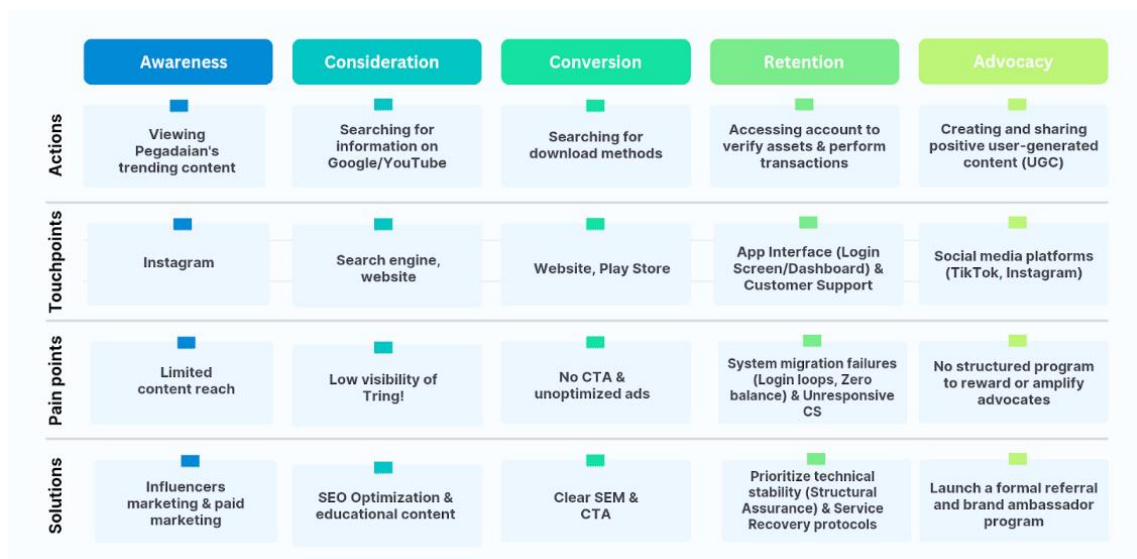 Awareness
Consideration
Conversion
Retention
Advocacy
Actions
Viewing
Pegadaian's
trending content
Searching for
information on
Google/YouTube
Searching for
download methods
Accessing account to
verify assets & perform
transactions
Creating and sharing
positive user-generated
content (UGC)
Touchpoints
Instagram
Search engine,
website
Website, Play Store
App Interface (Login
Screen/Dashboard) &
Customer Support
Social media platforms
(TikTok, Instagram)
Pain points
Limited
content reach
Low visibility of
Tring!
No CTA &
unoptimized ads
System migration failures
(Login loops, Zero
balance) & Unresponsive
CS
No structured program
to reward or amplify
advocates
Solutions
Influencers
marketing & paid
marketing
SEO Optimization &
educational content
Clear SEM &
CTA
Prioritize technical
stability (Structural
Assurance) & Service
Recovery protocols
Launch a formal referral
and brand ambassador
program